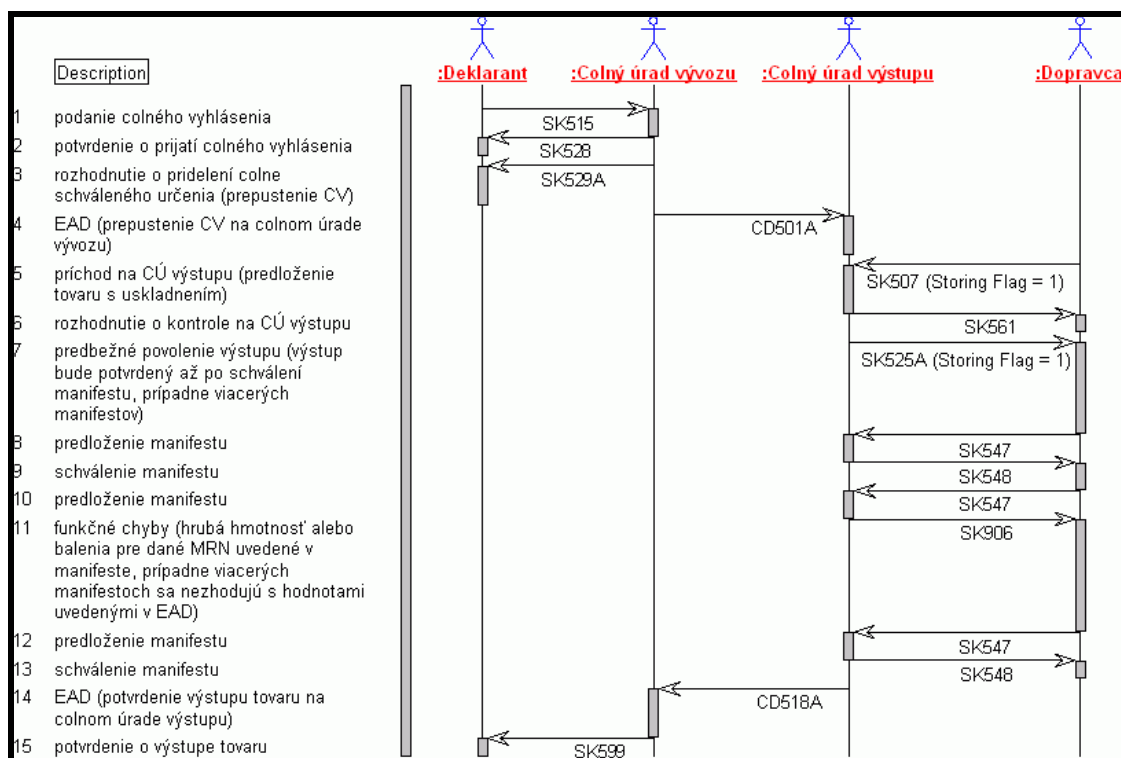 :Deklarant :Colný úrad vývozu :Colný úrad výstupu :Dopravca
Description
1 podanie colného vyhlásenia
SK515
2 potvrdenie o prijatí colného vyhlásenia
SK528
3 rozhodnutie o pridelení colne
schváleného určenia (prepustenie CV)
SK529A
4 EAD (prepustenie CV na colnom úrade
vývozu)
CD501A
5 príchod na CÚ výstupu (predloženie
tovaru s uskladnením)
SK507 (Storing Flag = 1)
6 rozhodnutie o kontrole na CÚ výstupu
SK561
7 predbežné povolenie výstupu (výstup
bude potvrdený až po schválení
manifestu, prípadne viacerých
manifestov)
SK525A (Storing Flag = 1)
8 predloženie manifestu
SK547
9 schválenie manifestu
SK548
10 predloženie manifestu
SK547
11 funkčné chyby (hrubá hmotnosť alebo
balenia pre dané MRN uvedené v
manifeste, prípadne viacerých
manifestoch sa nezhodujú s hodnotami
uvedenými v EAD)
SK906
12 predloženie manifestu
SK547
13 schválenie manifestu
SK548
14 EAD (potvrdenie výstupu tovaru na
colnom úrade výstupu)
CD518A
15 potvrdenie o výstupe tovaru
SK599